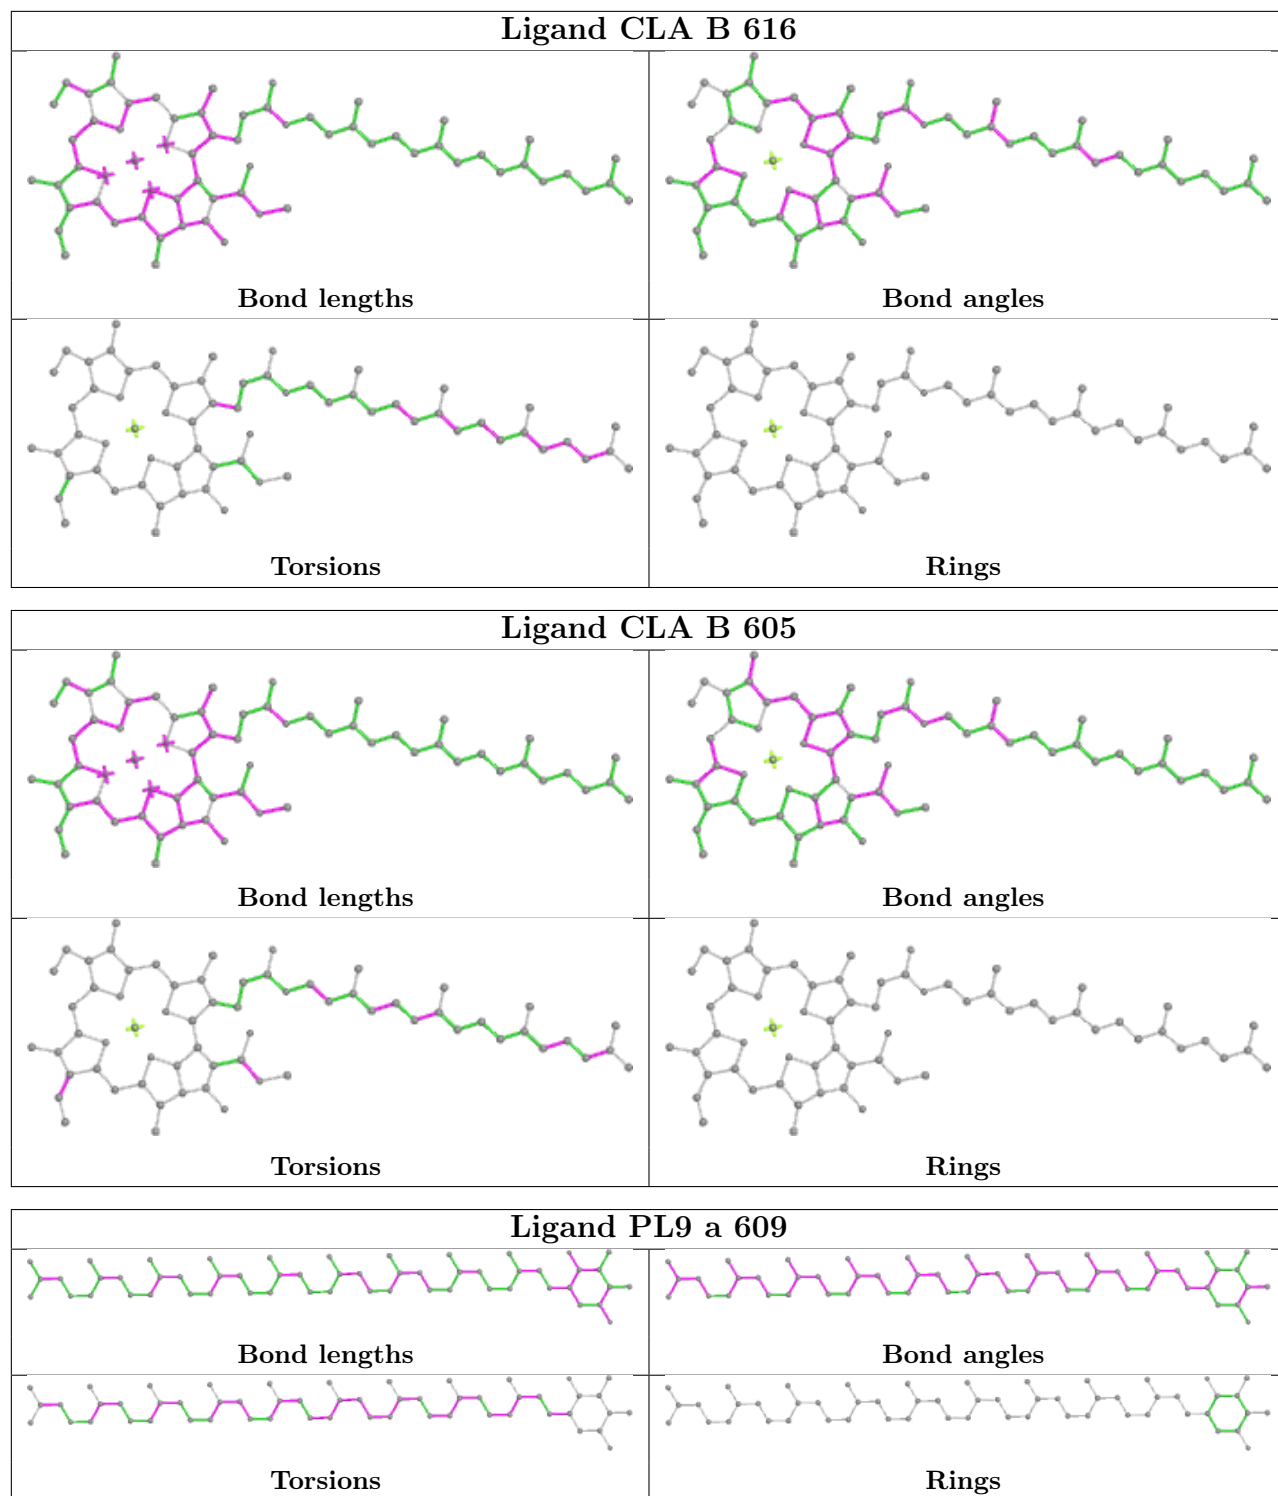 Ligand CLA B 616
Bond lengths
Bond angles
Torsions
Rings
Ligand CLA B 605
Bond lengths
Bond angles
Torsions
Rings
Ligand PL9 a 609
Bond lengths
Bond angles
Torsions
Rings